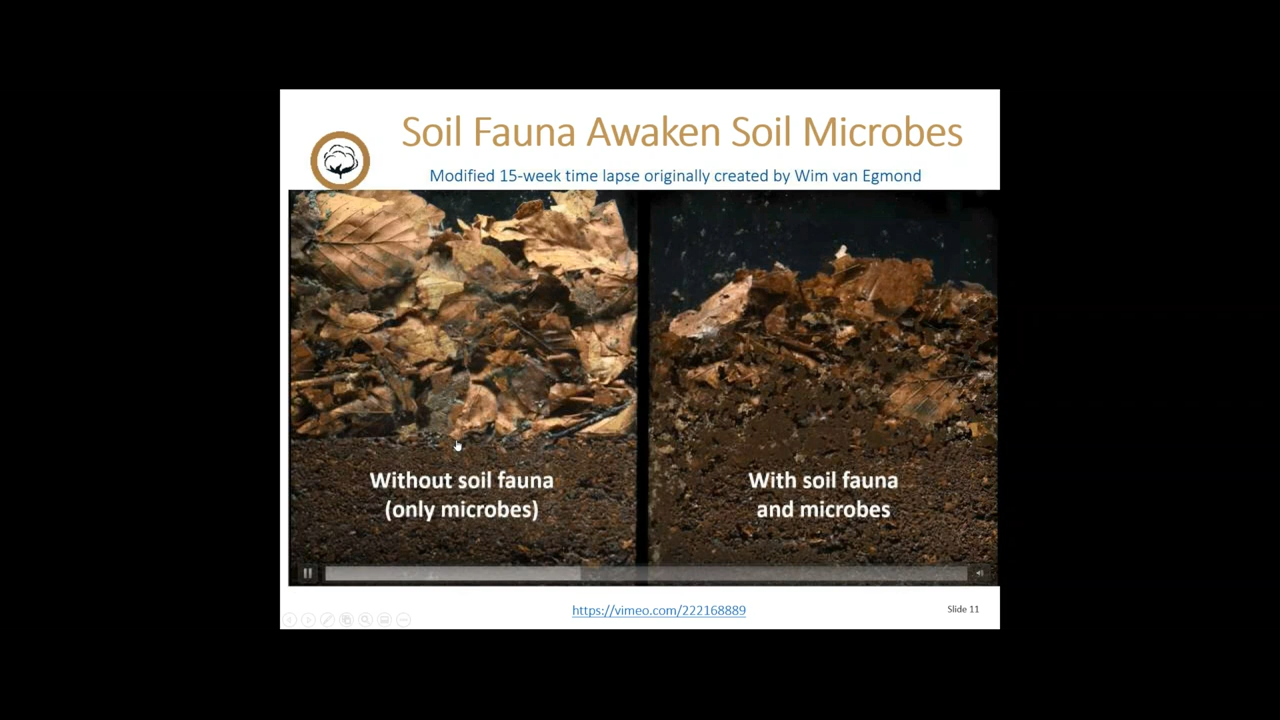 Soil Fauna Awaken Soil Microbes
Modified 15-week time lapse originally created by Wim van Egmond
Without soil fauna
(only microbes)
With soil fauna
and microbes
https://vimeo.com/222168889
Slide 11